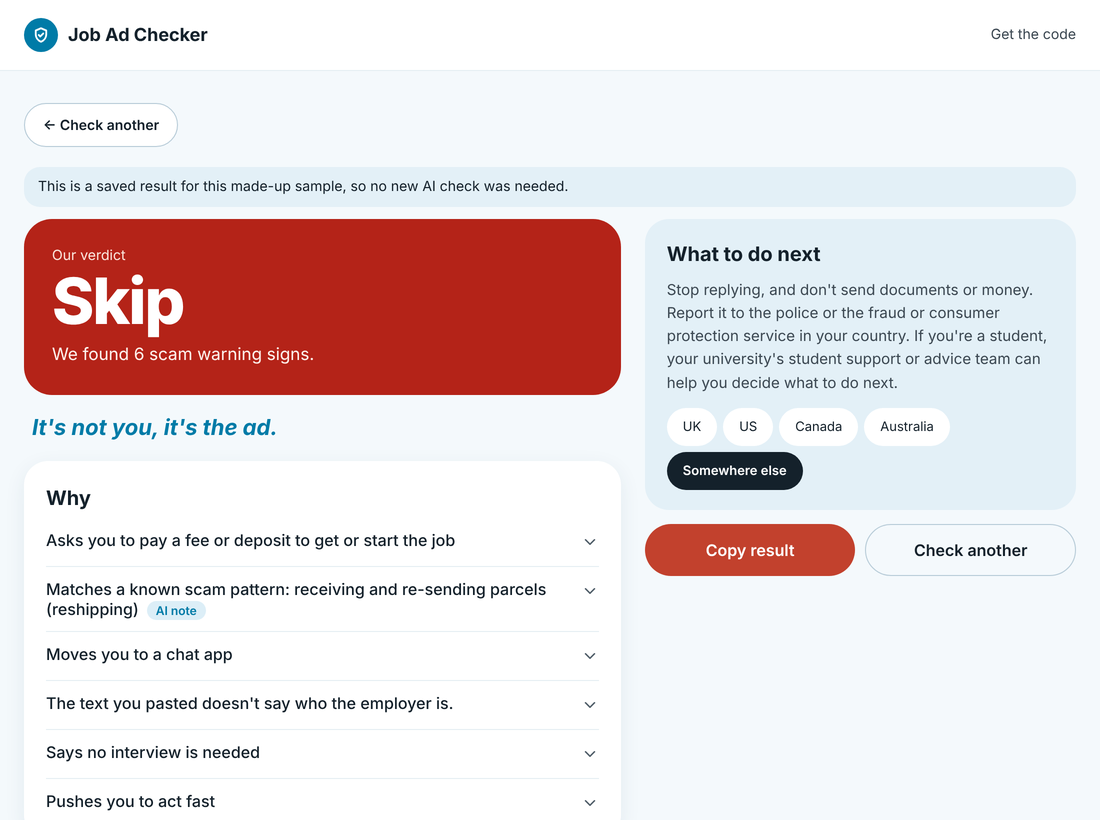 Job Ad Checker
Get the code
← Check another
This is a saved result for this made-up sample, so no new AI check was needed.
Our verdict
Skip
We found 6 scam warning signs.
It's not you, it's the ad.
Why
Asks you to pay a fee or deposit to get or start the job
Matches a known scam pattern: receiving and re-sending parcels
(reshipping) AI note
Moves you to a chat app
The text you pasted doesn't say who the employer is.
Says no interview is needed
Pushes you to act fast
What to do next
Stop replying, and don't send documents or money.
Report it to the police or the fraud or consumer
protection service in your country. If you're a student,
your university's student support or advice team can
help you decide what to do next.
UK US Canada Australia
Somewhere else
Copy result Check another